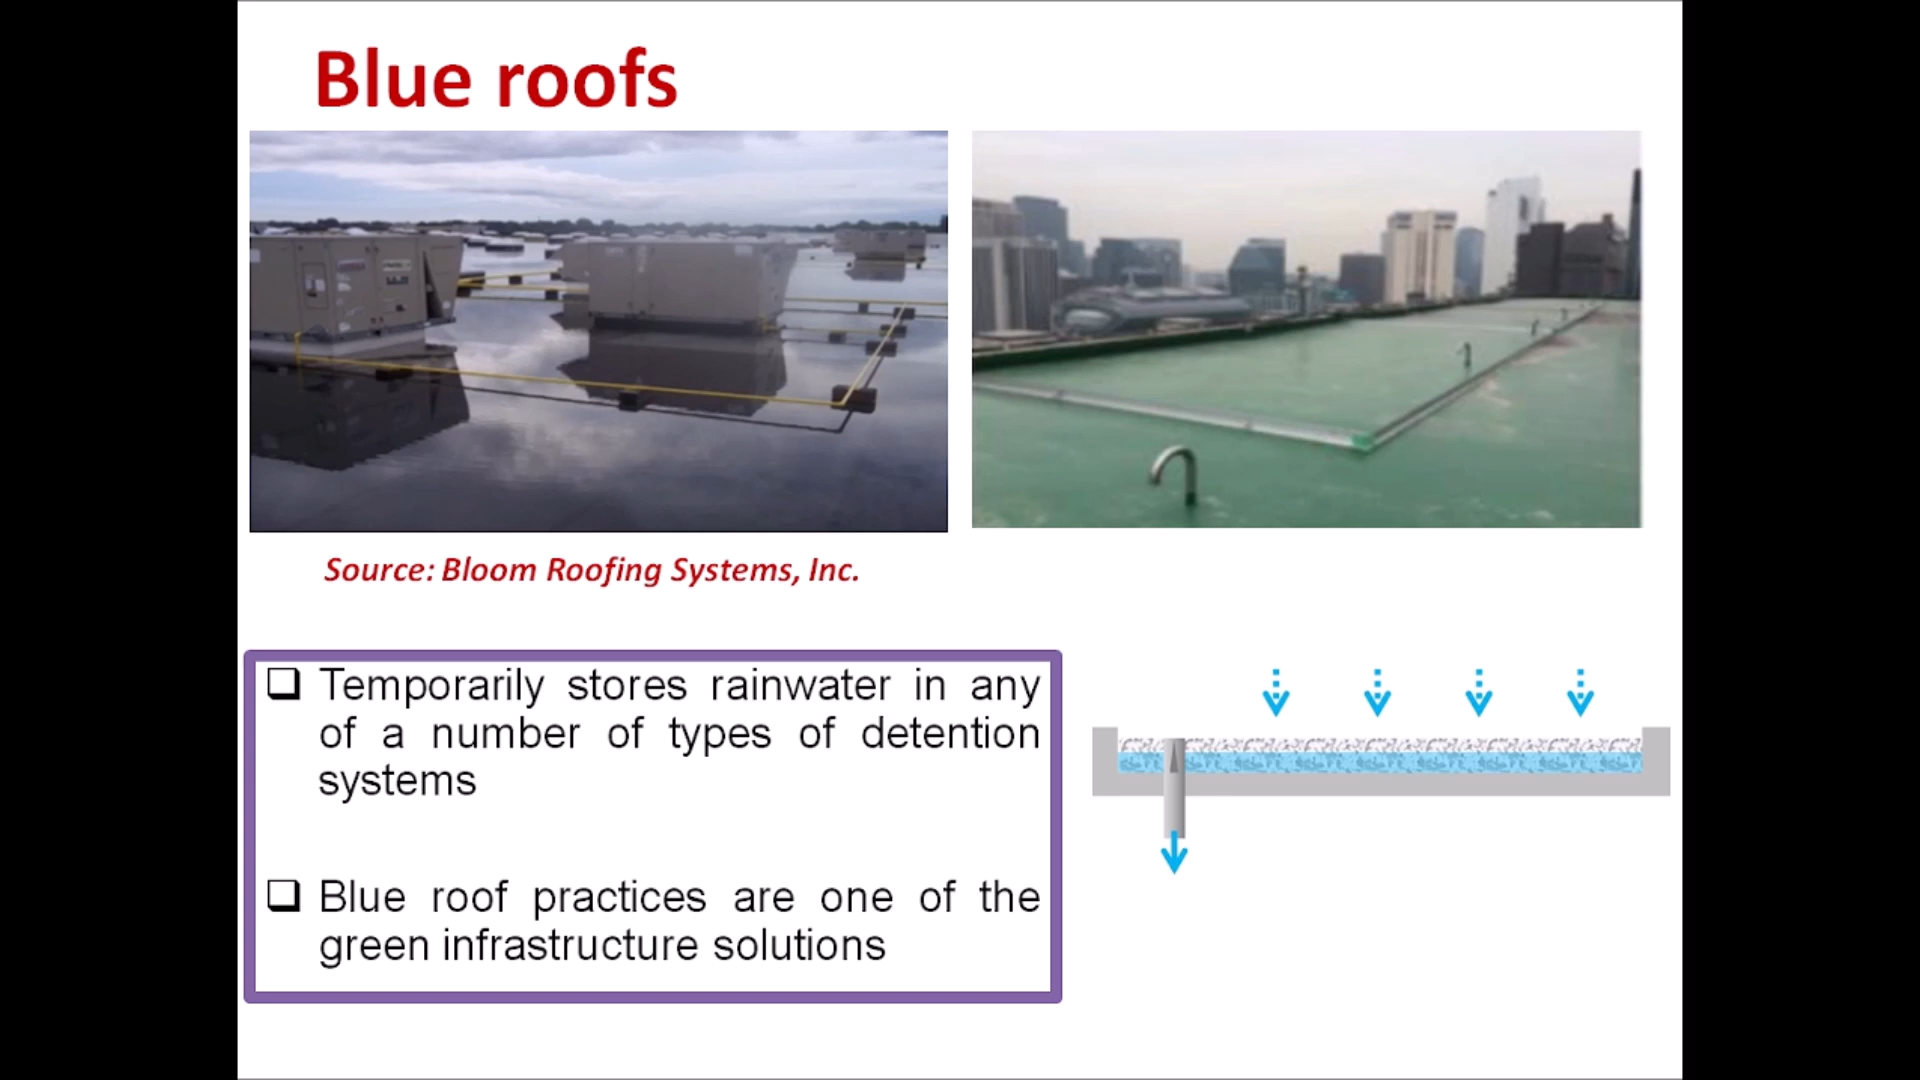 Blue roofs
Source: Bloom Roofing Systems, Inc.
❑ Temporarily stores rainwater in any
of a number of types of detention
systems
❑ Blue roof practices are one of the
green infrastructure solutions